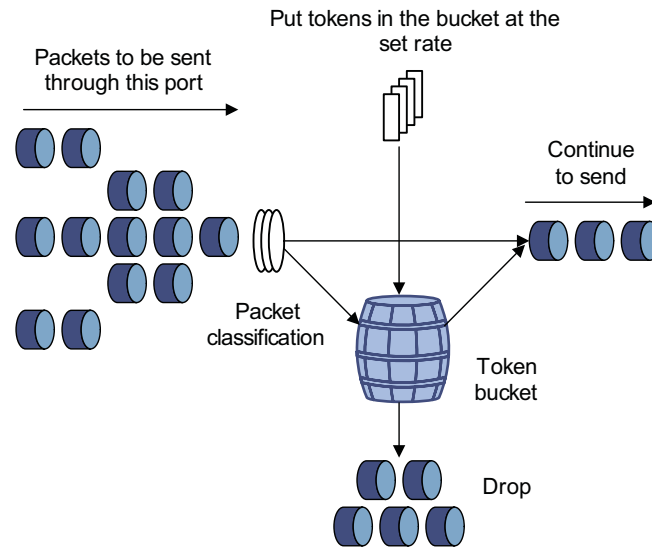 Put tokens in the bucket at the
set rate
Packets to be sent
through this port
Continue
to send
Packet
classification
Token
bucket
Drop